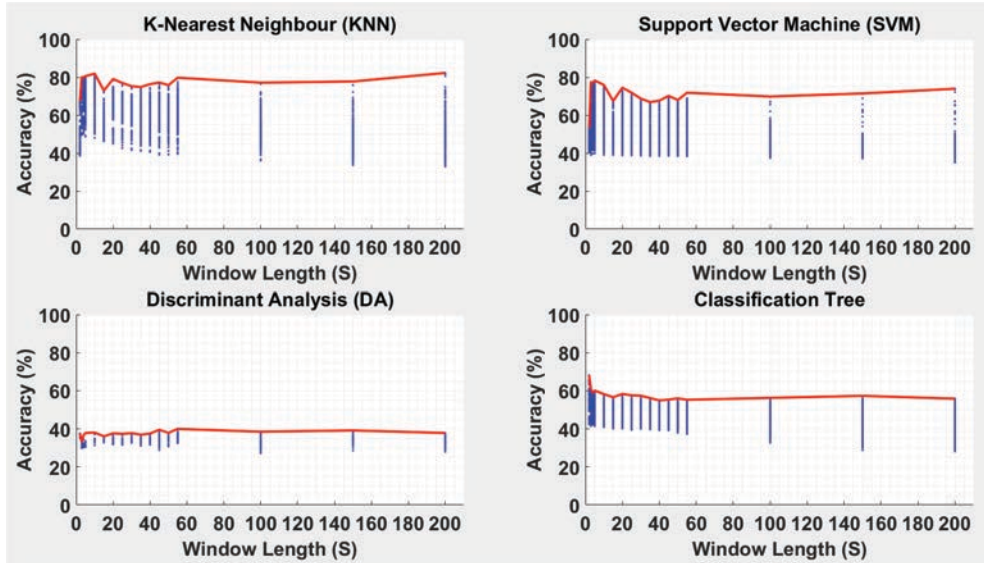 K-Nearest Neighbour (KNN)
Accuracy (%)
100
80
60
40
20
0
0 20 40 60 80 100 120 140 160 180 200
Window Length (S)
Support Vector Machine (SVM)
Accuracy (%)
100
80
60
40
20
0
0 20 40 60 80 100 120 140 160 180 200
Window Length (S)
Discriminant Analysis (DA)
Accuracy (%)
100
80
60
40
20
0
0 20 40 60 80 100 120 140 160 180 200
Window Length (S)
Classification Tree
Accuracy (%)
100
80
60
40
20
0
0 20 40 60 80 100 120 140 160 180 200
Window Length (S)